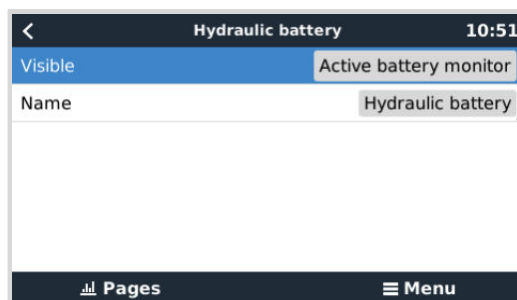 Hydraulic battery 10:51
Visible Active battery monitor
Name Hydraulic battery
Pages Menu